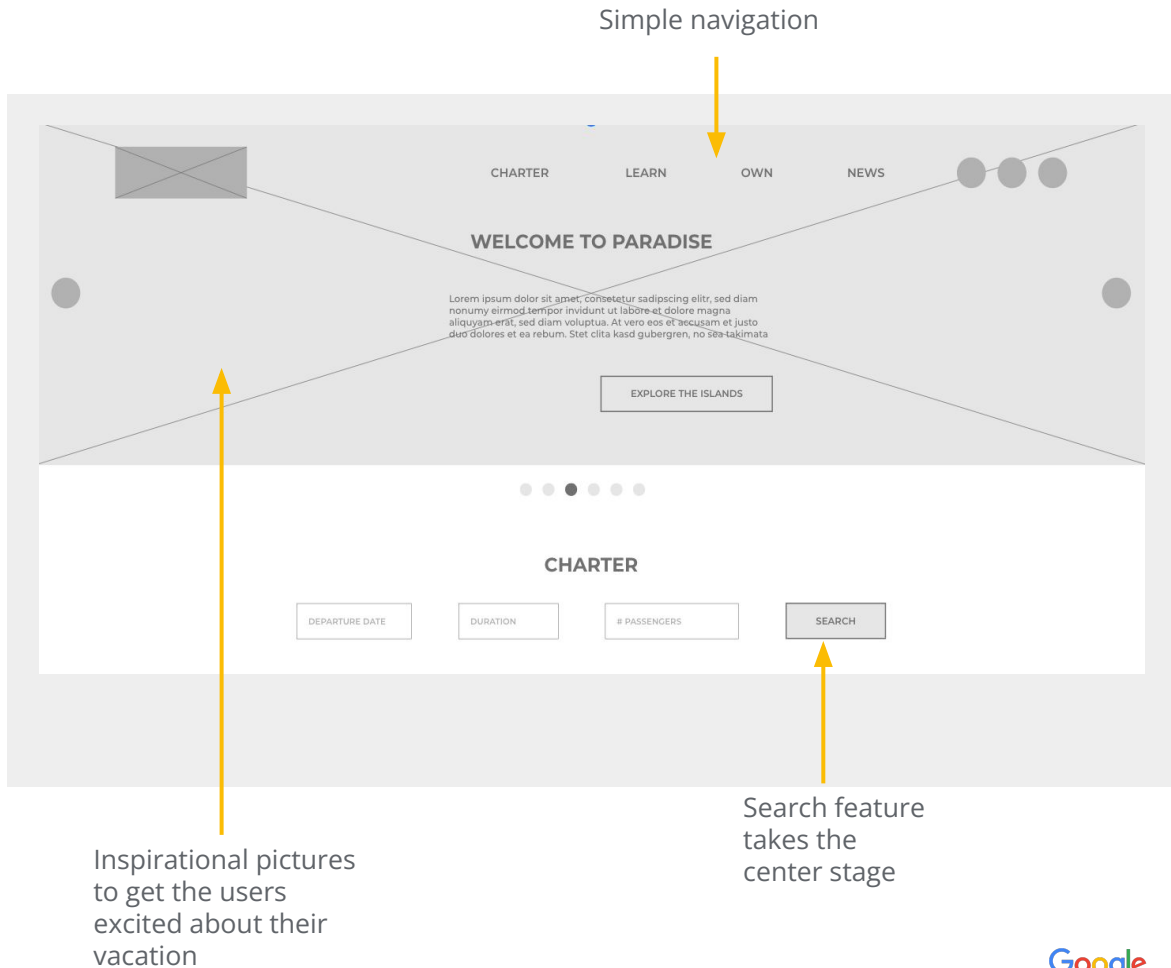 Simple navigation
CHARTER LEARN OWN NEWS
WELCOME TO PARADISE
Lorem ipsum dolor sit amet, consetetur sadipscing elitr, sed diam
nonumy eirmod tempor invidunt ut labore et dolore magna
aliquyam erat, sed diam voluptua. At vero eos et accusam et justo
duo dolores et ea rebum. Stet clita kasd gubergren, no sea takimata
EXPLORE THE ISLANDS
CHARTER
DEPARTURE DATE DURATION # PASSENGERS SEARCH
Inspirational pictures
to get the users
excited about their
vacation
Search feature
takes the
center stage
Google